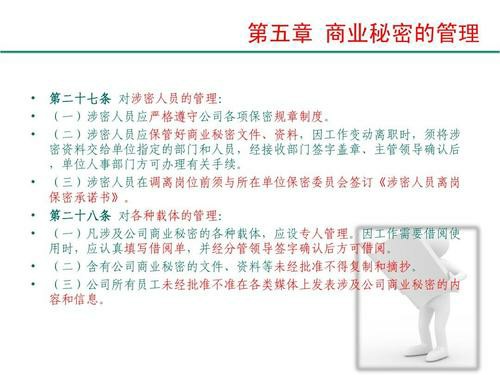 第五章 商业秘密的管理
• 第二十七条 对涉密人员的管理：
• （一）涉密人员应严格遵守公司各项保密规章制度。
• （二）涉密人员应保管好商业秘密文件、资料，因工作变动离职时，须将涉
密资料交给单位指定的部门和人员，经接收部门签字盖章、主管领导确认后
，单位人事部门方可办理有关手续。
• （三）涉密人员在调离岗位前须与所在单位保密委员会签订《涉密人员离岗
保密承诺书》。
• 第二十八条 对各种载体的管理：
• （一）凡涉及公司商业秘密的各种载体，应设专人管理。因工作需要借阅使
用时，应认真填写借阅单，并经分管领导签字确认后方可借阅。
• （二）含有公司商业秘密的文件、资料等未经批准不得复制和摘抄。
• （三）公司所有员工未经批准不准在各类媒体上发表涉及公司商业秘密的内
容和信息。